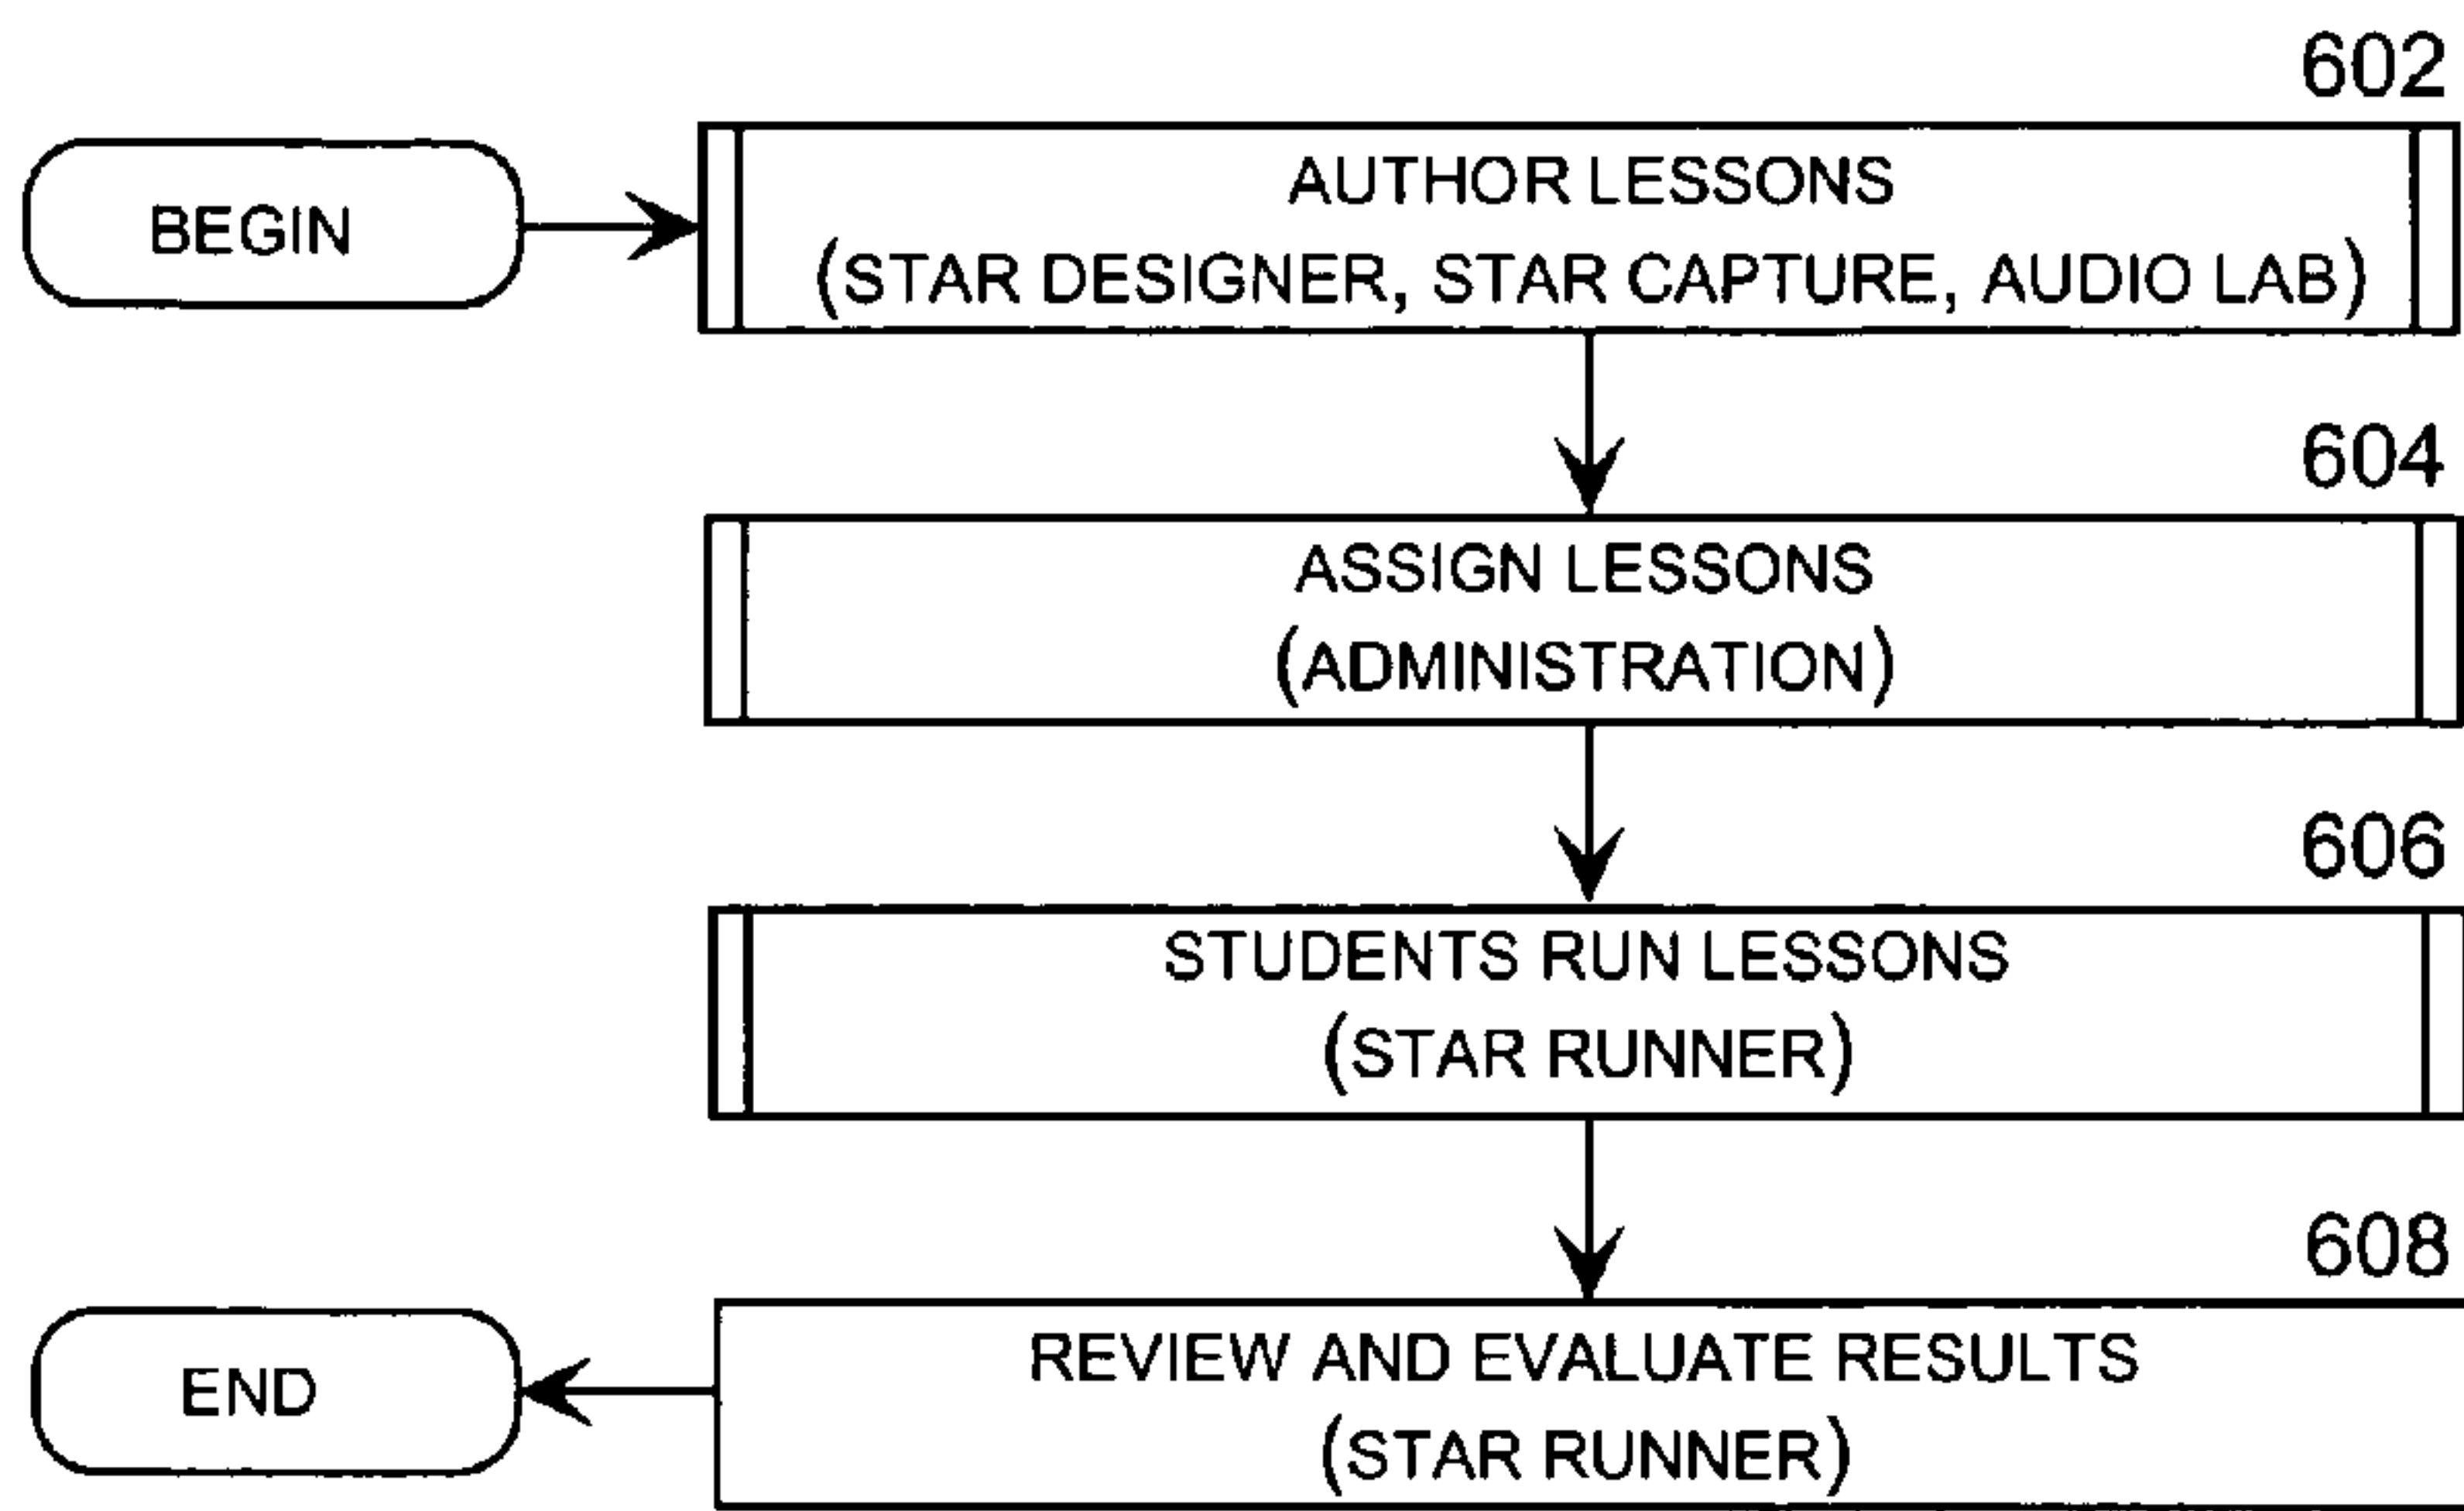 602
BEGIN
AUTHOR LESSONS
(STAR DESIGNER, STAR CAPTURE, AUDIO LAB)
604
ASSIGN LESSONS
(ADMINISTRATION)
606
STUDENTS RUN LESSONS
(STAR RUNNER)
608
REVIEW AND EVALUATE RESULTS
(STAR RUNNER)
END